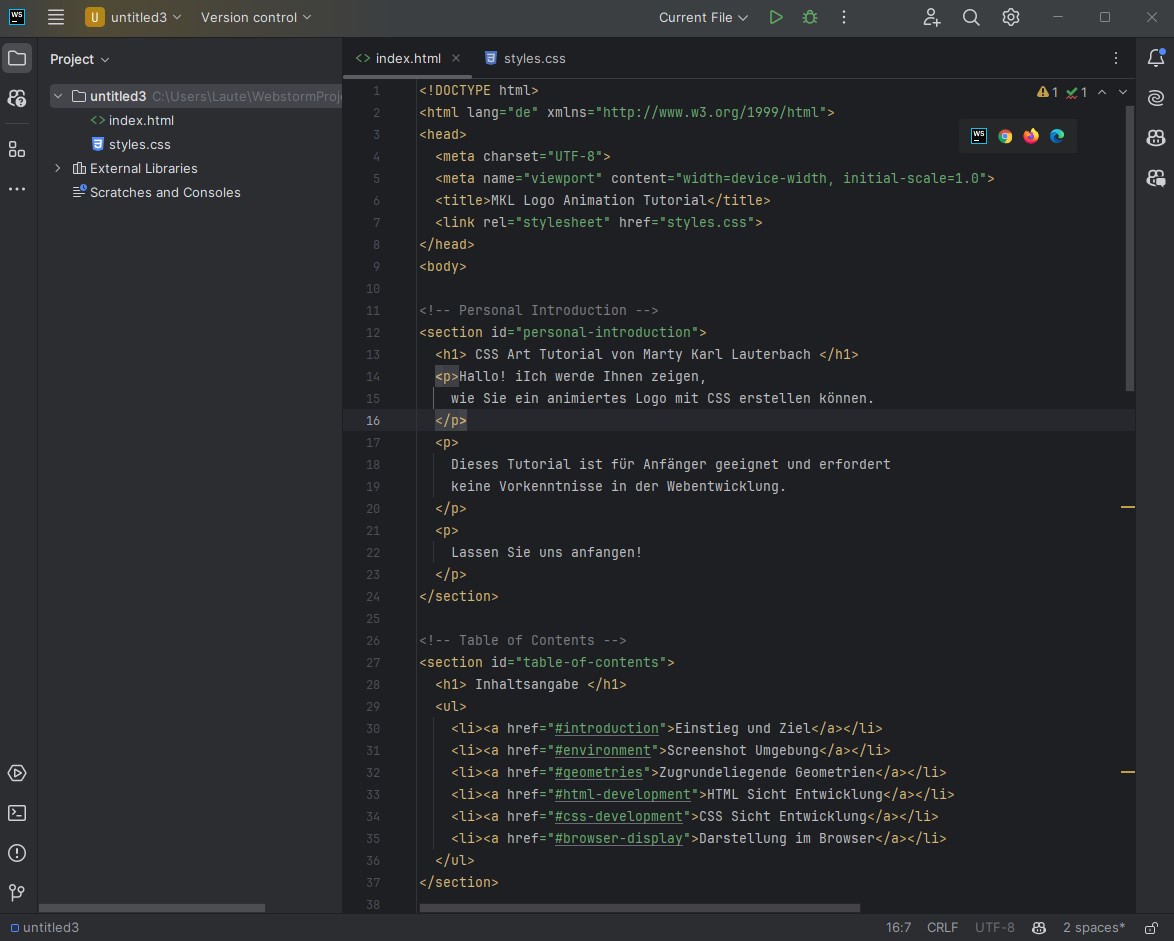 WS
U untitled3
Version control
Current File
Project
untitled3 C:\Users\Laute\WebstormProj
index.html
styles.css
External Libraries
Scratches and Consoles
index.html
styles.css
1 1
WS
1 <!DOCTYPE html>
2 <html lang="de" xmlns="http://www.w3.org/1999/html">
3 <head>
4 <meta charset="UTF-8">
5 <meta name="viewport" content="width=device-width, initial-scale=1.0">
6 <title>MKL Logo Animation Tutorial</title>
7 <link rel="stylesheet" href="styles.css">
8 </head>
9 <body>
10
11 <!-- Personal Introduction -->
12 <section id="personal-introduction">
13 <h1> CSS Art Tutorial von Marty Karl Lauterbach </h1>
14 <p>Hallo! iIch werde Ihnen zeigen,
15 wie Sie ein animiertes Logo mit CSS erstellen können.
16 </p>
17 <p>
18 Dieses Tutorial ist für Anfänger geeignet und erfordert
19 keine Vorkenntnisse in der Webentwicklung.
20 </p>
21 <p>
22 Lassen Sie uns anfangen!
23 </p>
24 </section>
25
26 <!-- Table of Contents -->
27 <section id="table-of-contents">
28 <h1> Inhaltsangabe </h1>
29 <ul>
30 <li><a href="#introduction">Einstieg und Ziel</a></li>
31 <li><a href="#environment">Screenshot Umgebung</a></li>
32 <li><a href="#geometries">Zugrundeliegende Geometrien</a></li>
33 <li><a href="#html-development">HTML Sicht Entwicklung</a></li>
34 <li><a href="#css-development">CSS Sicht Entwicklung</a></li>
35 <li><a href="#browser-display">Darstellung im Browser</a></li>
36 </ul>
37 </section>
38
untitled3
16:7 CRLF UTF-8 2 spaces*